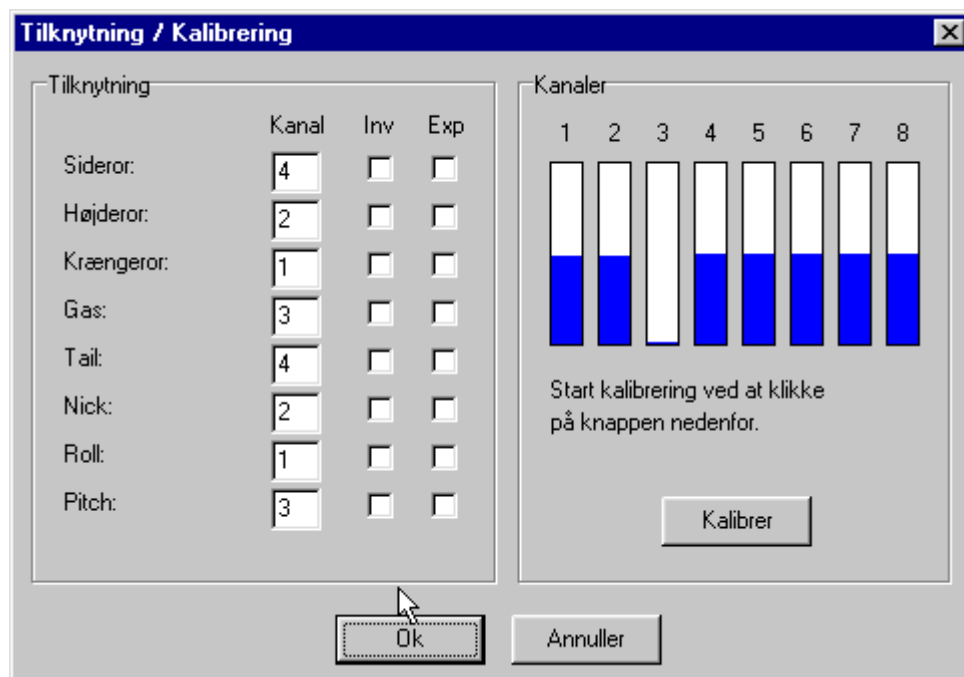 Tilknytning / Kalibrering
Tilknytning
Kanal Inv Exp
Sideror: 4
Højderor: 2
Krængeror: 1
Gas: 3
Tail: 4
Nick: 2
Roll: 1
Pitch: 3
Kanaler
1 2 3 4 5 6 7 8
Start kalibrering ved at klikke
på knappen nedenfor.
Kalibrer
Ok Annuller